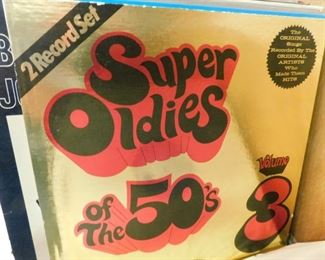 2 Record Set
The
ORIGINAL
Songs
Recorded By The
ORIGINAL
ARTISTS
Who
Made Them
HITS
Super
Oldies
of
The 50's
Volume
3
B
J